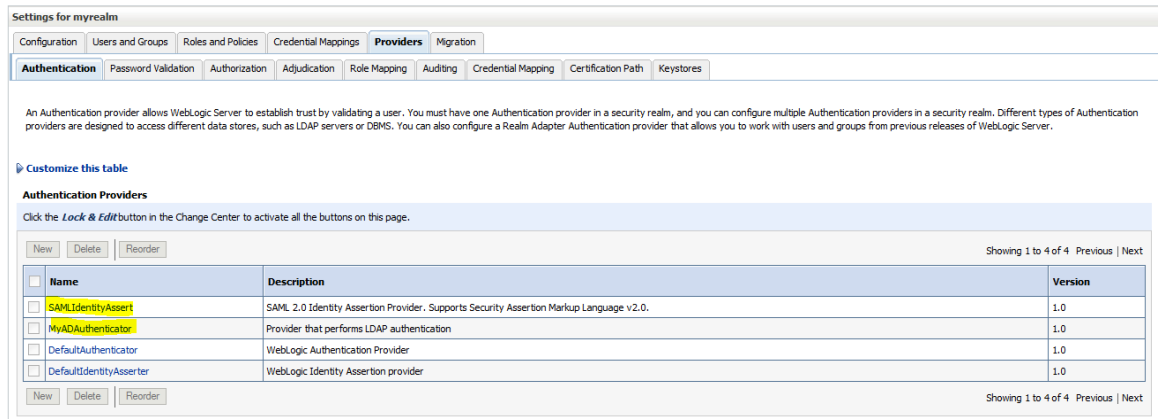 Settings for myrealm
Configuration Users and Groups Roles and Policies Credential Mappings Providers Migration
Authentication Password Validation Authorization Adjudication Role Mapping Auditing Credential Mapping Certification Path Keystores
An Authentication provider allows WebLogic Server to establish trust by validating a user. You must have one Authentication provider in a security realm, and you can configure multiple Authentication providers in a security realm. Different types of Authentication
providers are designed to access different data stores, such as LDAP servers or DBMS. You can also configure a Realm Adapter Authentication provider that allows you to work with users and groups from previous releases of WebLogic Server.
Customize this table
Authentication Providers
Click the Lock & Edit button in the Change Center to activate all the buttons on this page.
New Delete Reorder Showing 1 to 4 of 4 Previous | Next
Name Description Version
SAMLIdentityAssert SAML 2.0 Identity Assertion Provider. Supports Security Assertion Markup Language v2.0. 1.0
MyADAuthenticator Provider that performs LDAP authentication 1.0
DefaultAuthenticator WebLogic Authentication Provider 1.0
DefaultIdentityAsserter WebLogic Identity Assertion provider 1.0
New Delete Reorder Showing 1 to 4 of 4 Previous | Next